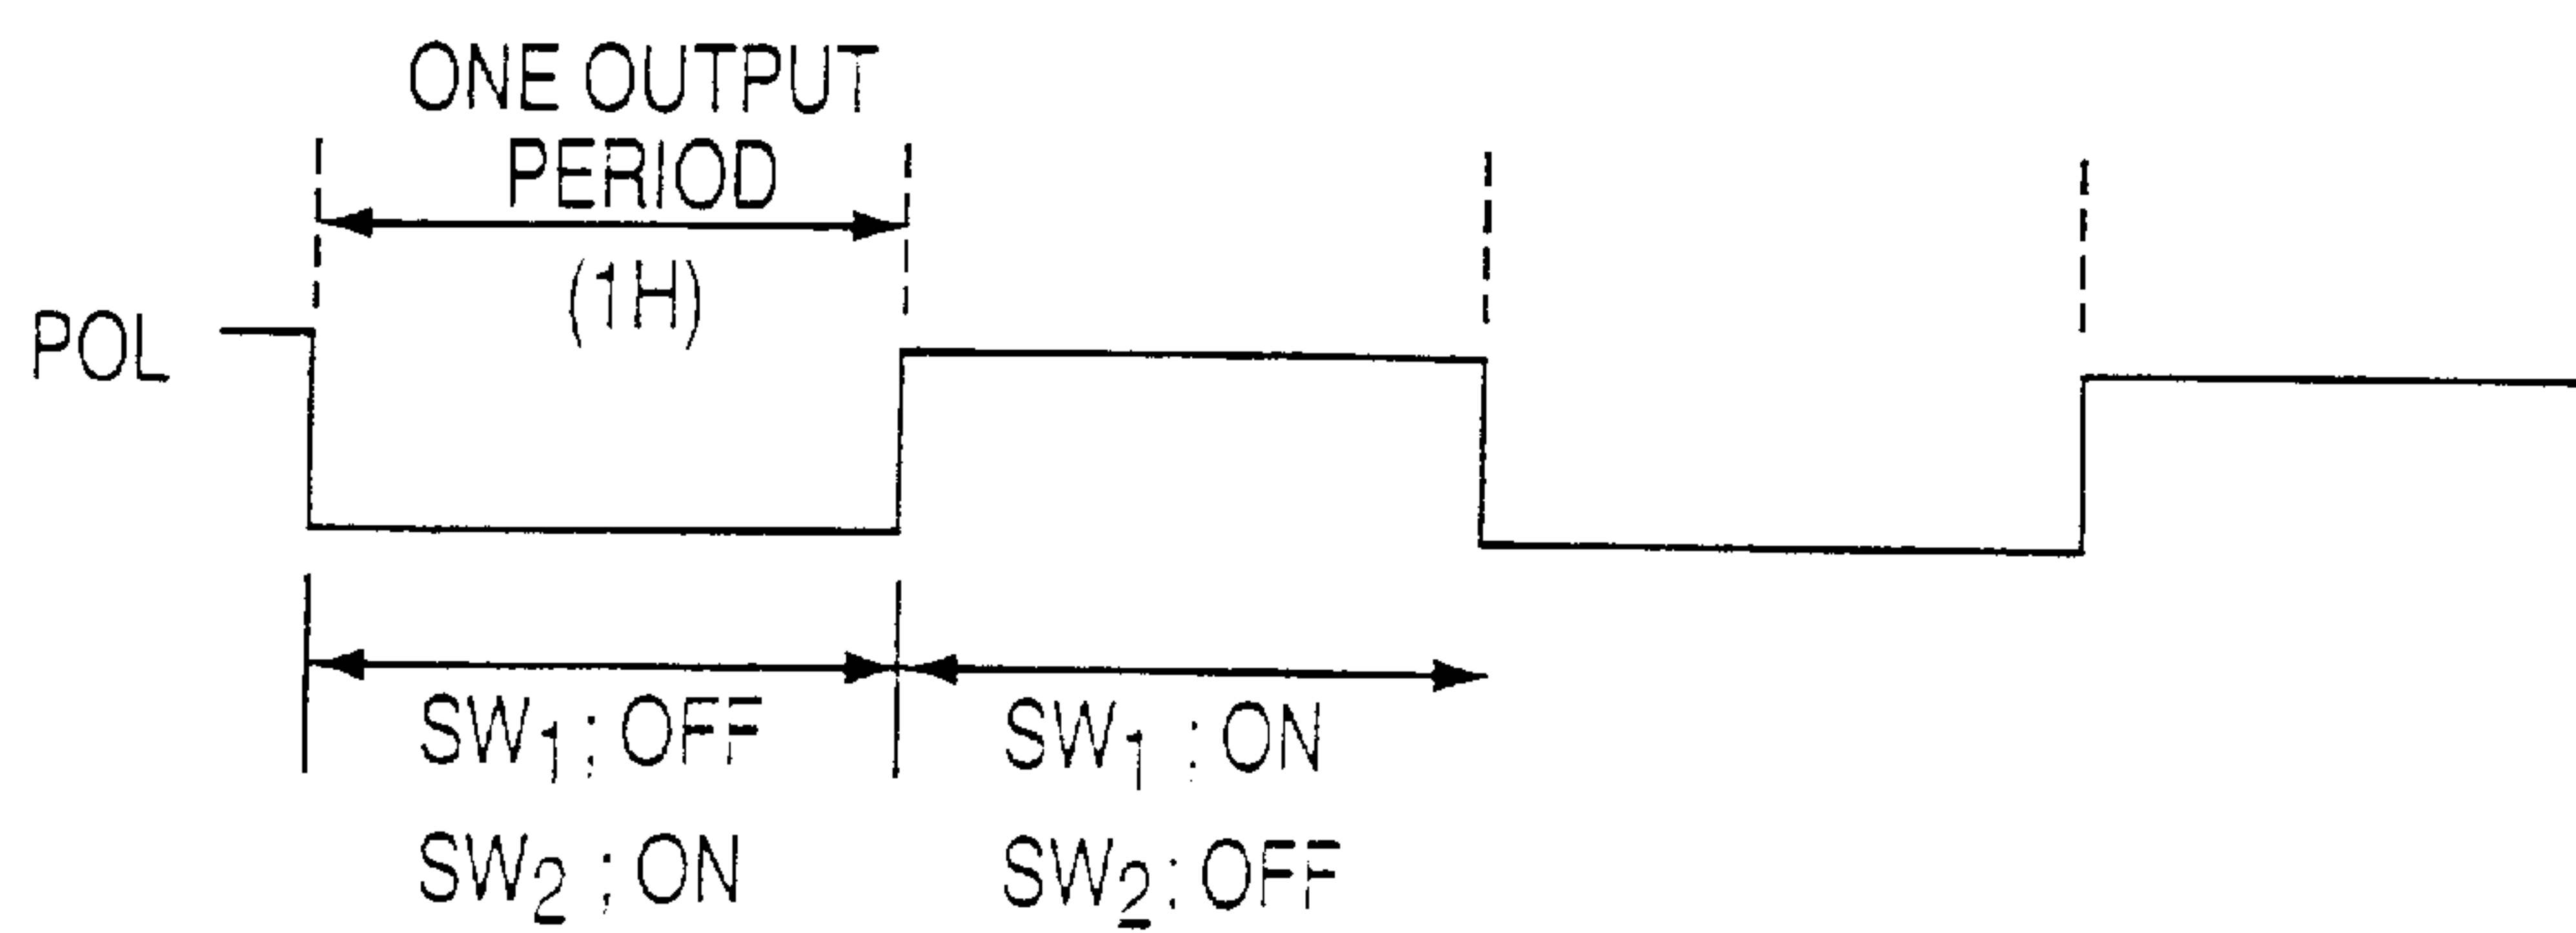 ONE OUTPUT
PERIOD
(1H)
POL
SW1 ; OFF
SW1 : ON
SW2 ; ON
SW2 : OFF